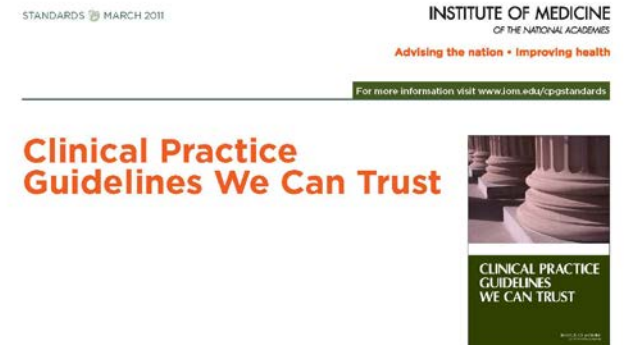 STANDARDS MARCH 2011
INSTITUTE OF MEDICINE
OF THE NATIONAL ACADEMIES
Advising the nation • Improving health
For more information visit www.iom.edu/cpgstandards
Clinical Practice
Guidelines We Can Trust
CLINICAL PRACTICE
GUIDELINES
WE CAN TRUST